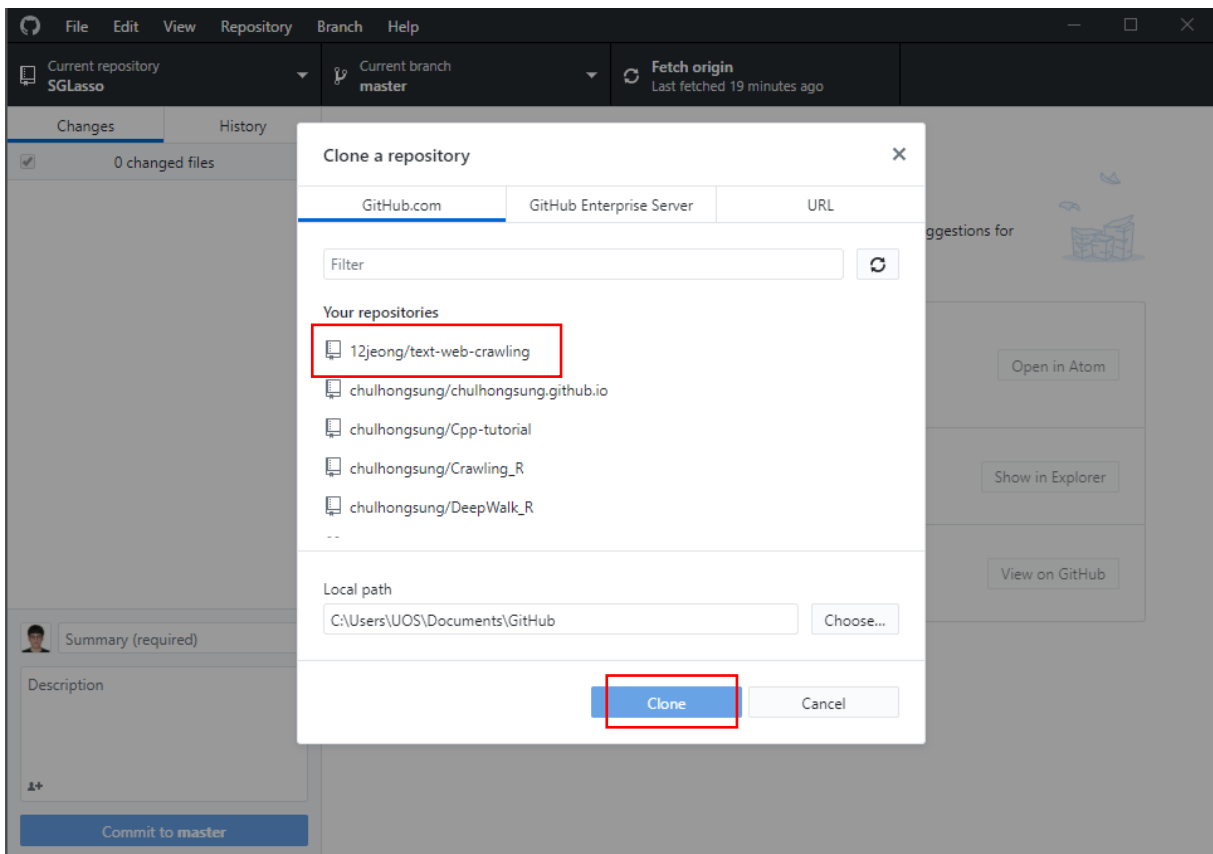 File Edit View Repository Branch Help
Current repository
SGLasso
Current branch
master
Fetch origin
Last fetched 19 minutes ago
Changes History
0 changed files
Clone a repository
GitHub.com GitHub Enterprise Server URL
ggestions for
Filter
Your repositories
12jeong/text-web-crawling
chulhongsung/chulhongsung.github.io
chulhongsung/Cpp-tutorial
chulhongsung/Crawling_R
chulhongsung/DeepWalk_R
Open in Atom
Show in Explorer
View on GitHub
Local path
C:\Users\UOS\Documents\GitHub Choose...
Summary (required)
Description
Clone Cancel
Commit to master